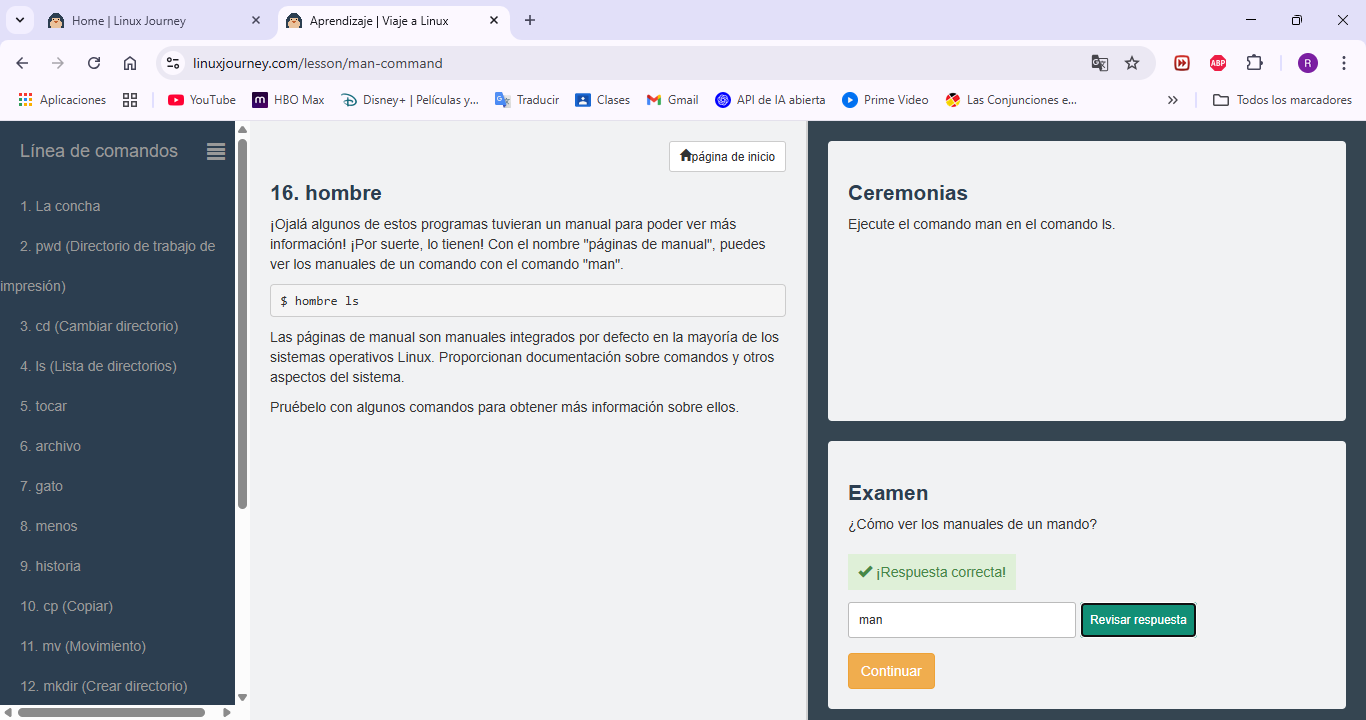 Home | Linux Journey
Aprendizaje | Viaje a Linux
linuxjourney.com/lesson/man-command
ABP
R
Aplicaciones
YouTube
HBO Max
Disney+ | Películas y...
Traducir
Clases
Gmail
API de IA abierta
Prime Video
Las Conjunciones e...
Todos los marcadores
Línea de comandos
1. La concha
2. pwd (Directorio de trabajo de
impresión)
3. cd (Cambiar directorio)
4. ls (Lista de directorios)
5. tocar
6. archivo
7. gato
8. menos
9. historia
10. cp (Copiar)
11. mv (Movimiento)
12. mkdir (Crear directorio)
página de inicio
16. hombre
¡Ojalá algunos de estos programas tuvieran un manual para poder ver más
información! ¡Por suerte, lo tienen! Con el nombre "páginas de manual", puedes
ver los manuales de un comando con el comando "man".
$ hombre ls
Las páginas de manual son manuales integrados por defecto en la mayoría de los
sistemas operativos Linux. Proporcionan documentación sobre comandos y otros
aspectos del sistema.
Pruébelo con algunos comandos para obtener más información sobre ellos.
Ceremonias
Ejecute el comando man en el comando ls.
Examen
¿Cómo ver los manuales de un mando?
¡Respuesta correcta!
man
Revisar respuesta
Continuar